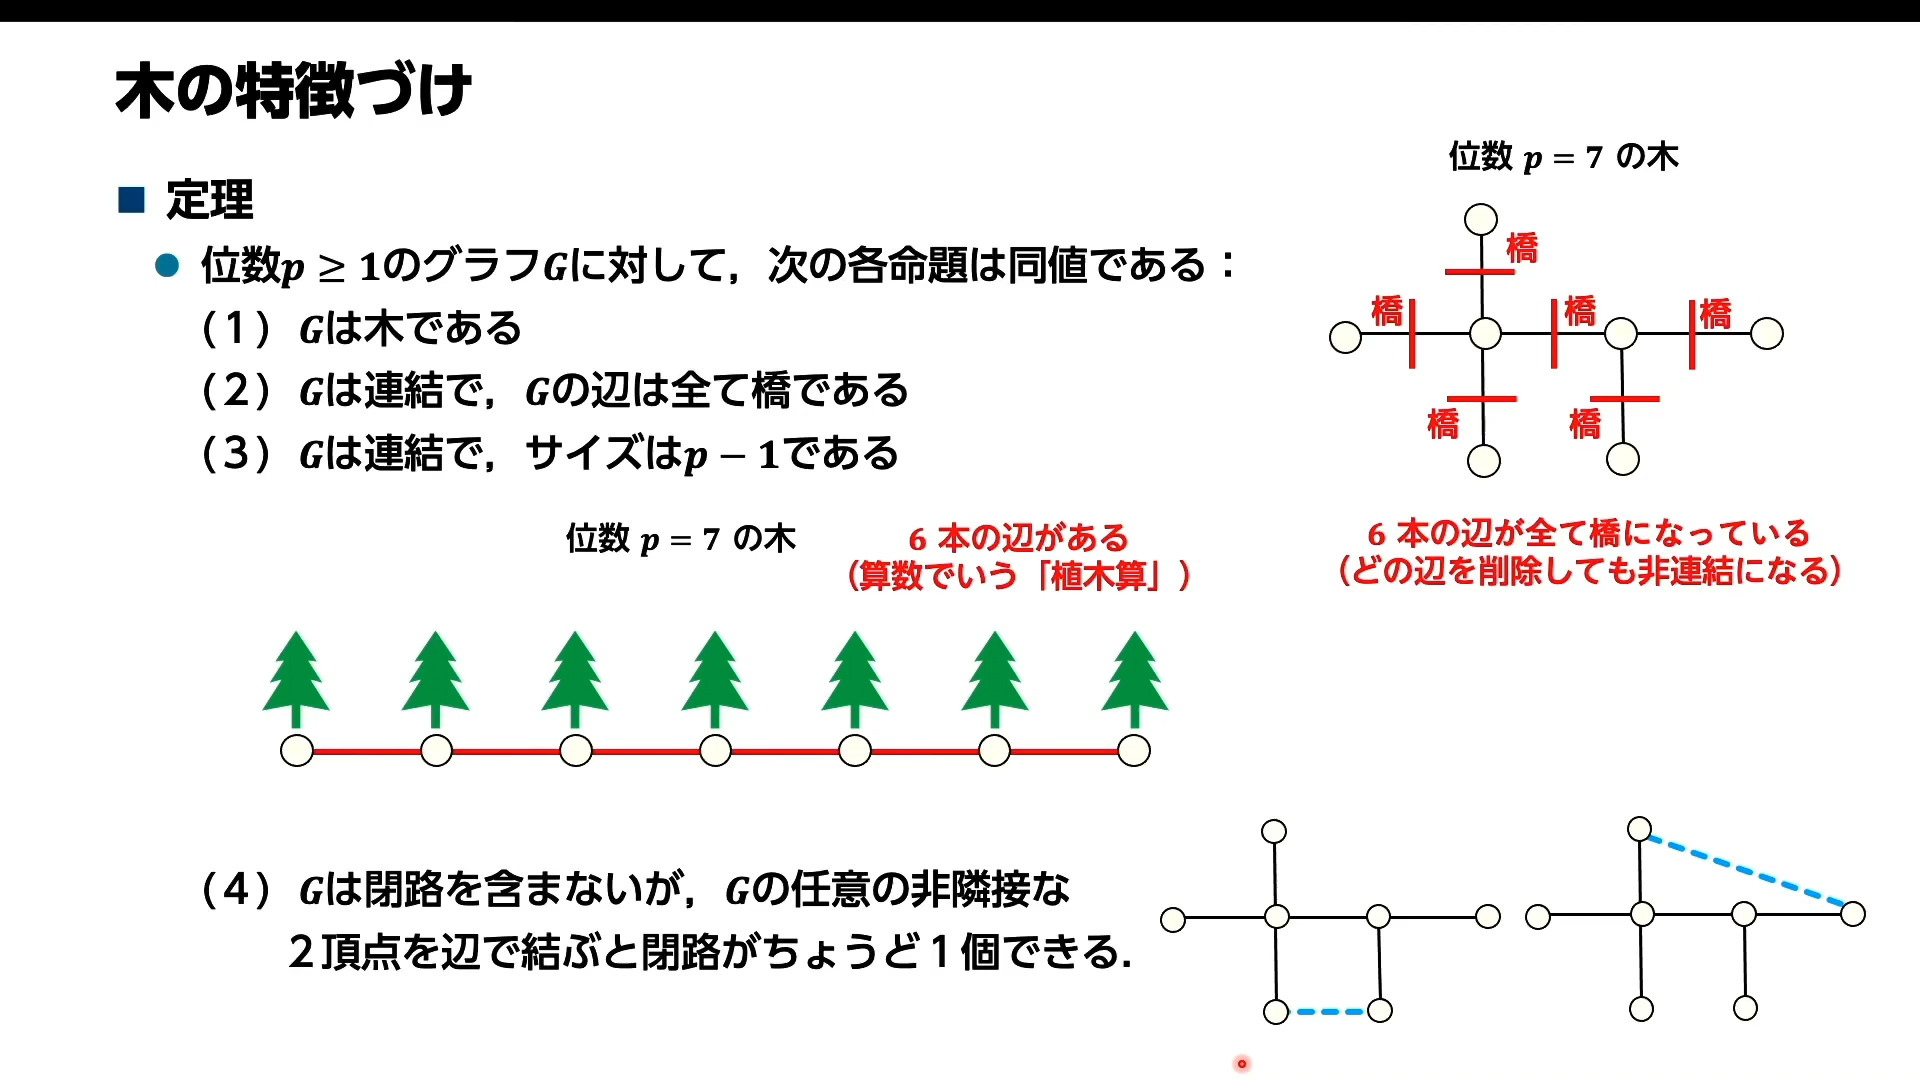 木の特徴づけ
定理
位数p ≥ 1のグラフGに対して，次の各命題は同値である：
（１）Gは木である
（２）Gは連結で，Gの辺は全て橋である
（３）Gは連結で，サイズはp − 1である
位数 p = 7 の木
橋
橋
橋
橋
橋
橋
6 本の辺が全て橋になっている
（どの辺を削除しても非連結になる）
位数 p = 7 の木
6 本の辺がある
（算数でいう「植木算」）
（４）Gは閉路を含まないが，Gの任意の非隣接な
２頂点を辺で結ぶと閉路がちょうど１個できる．